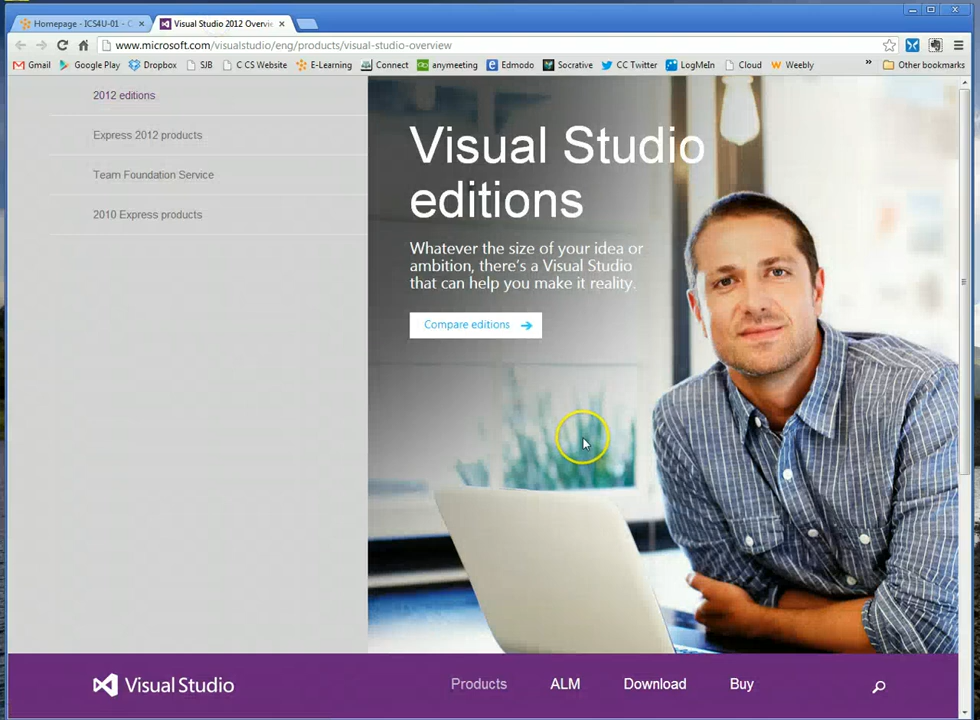 Homepage - ICS4U-01 - C
Visual Studio 2012 Overvie
www.microsoft.com/visualstudio/eng/products/visual-studio-overview
Gmail Google Play Dropbox SJB C CS Website E-Learning Connect anymeeting Edmodo Socrative CC Twitter LogMeIn Cloud Weebly » Other bookmarks
2012 editions
Express 2012 products
Team Foundation Service
2010 Express products
Visual Studio
editions
Whatever the size of your idea or
ambition, there's a Visual Studio
that can help you make it reality.
Compare editions
Visual Studio
Products ALM Download Buy